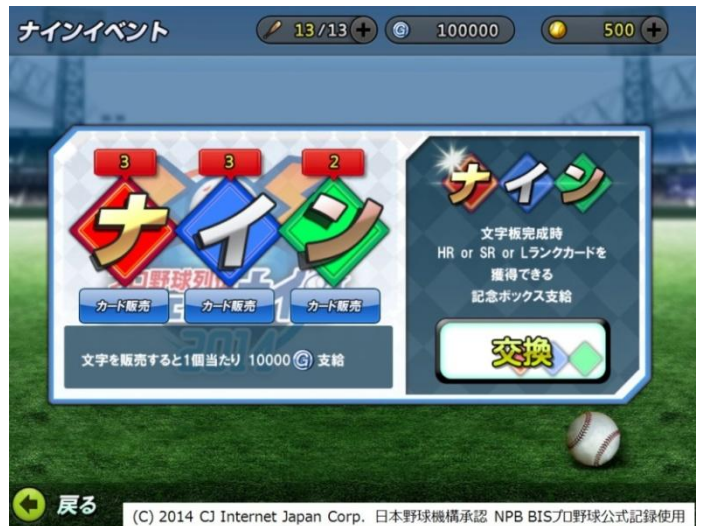 ナインイベント
13/13
100000
500
3
3
2
ナイン
カード販売
カード販売
カード販売
2014
文字を販売すると1個当たり 10000 G 支給
ナイン
文字板完成時
HR or SR or Lランクカードを
獲得できる
記念ボックス支給
交換
戻る
(C) 2014 CJ Internet Japan Corp. 日本野球機構承認 NPB BISプロ野球公式記録使用